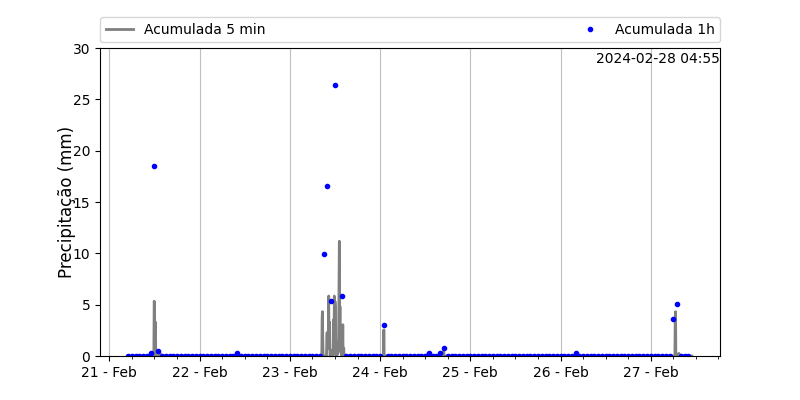 Acumulada 5 min
Acumulada 1h
2024-02-28 04:55
Precipitação (mm)
30
25
20
15
10
5
0
21 - Feb
22 - Feb
23 - Feb
24 - Feb
25 - Feb
26 - Feb
27 - Feb